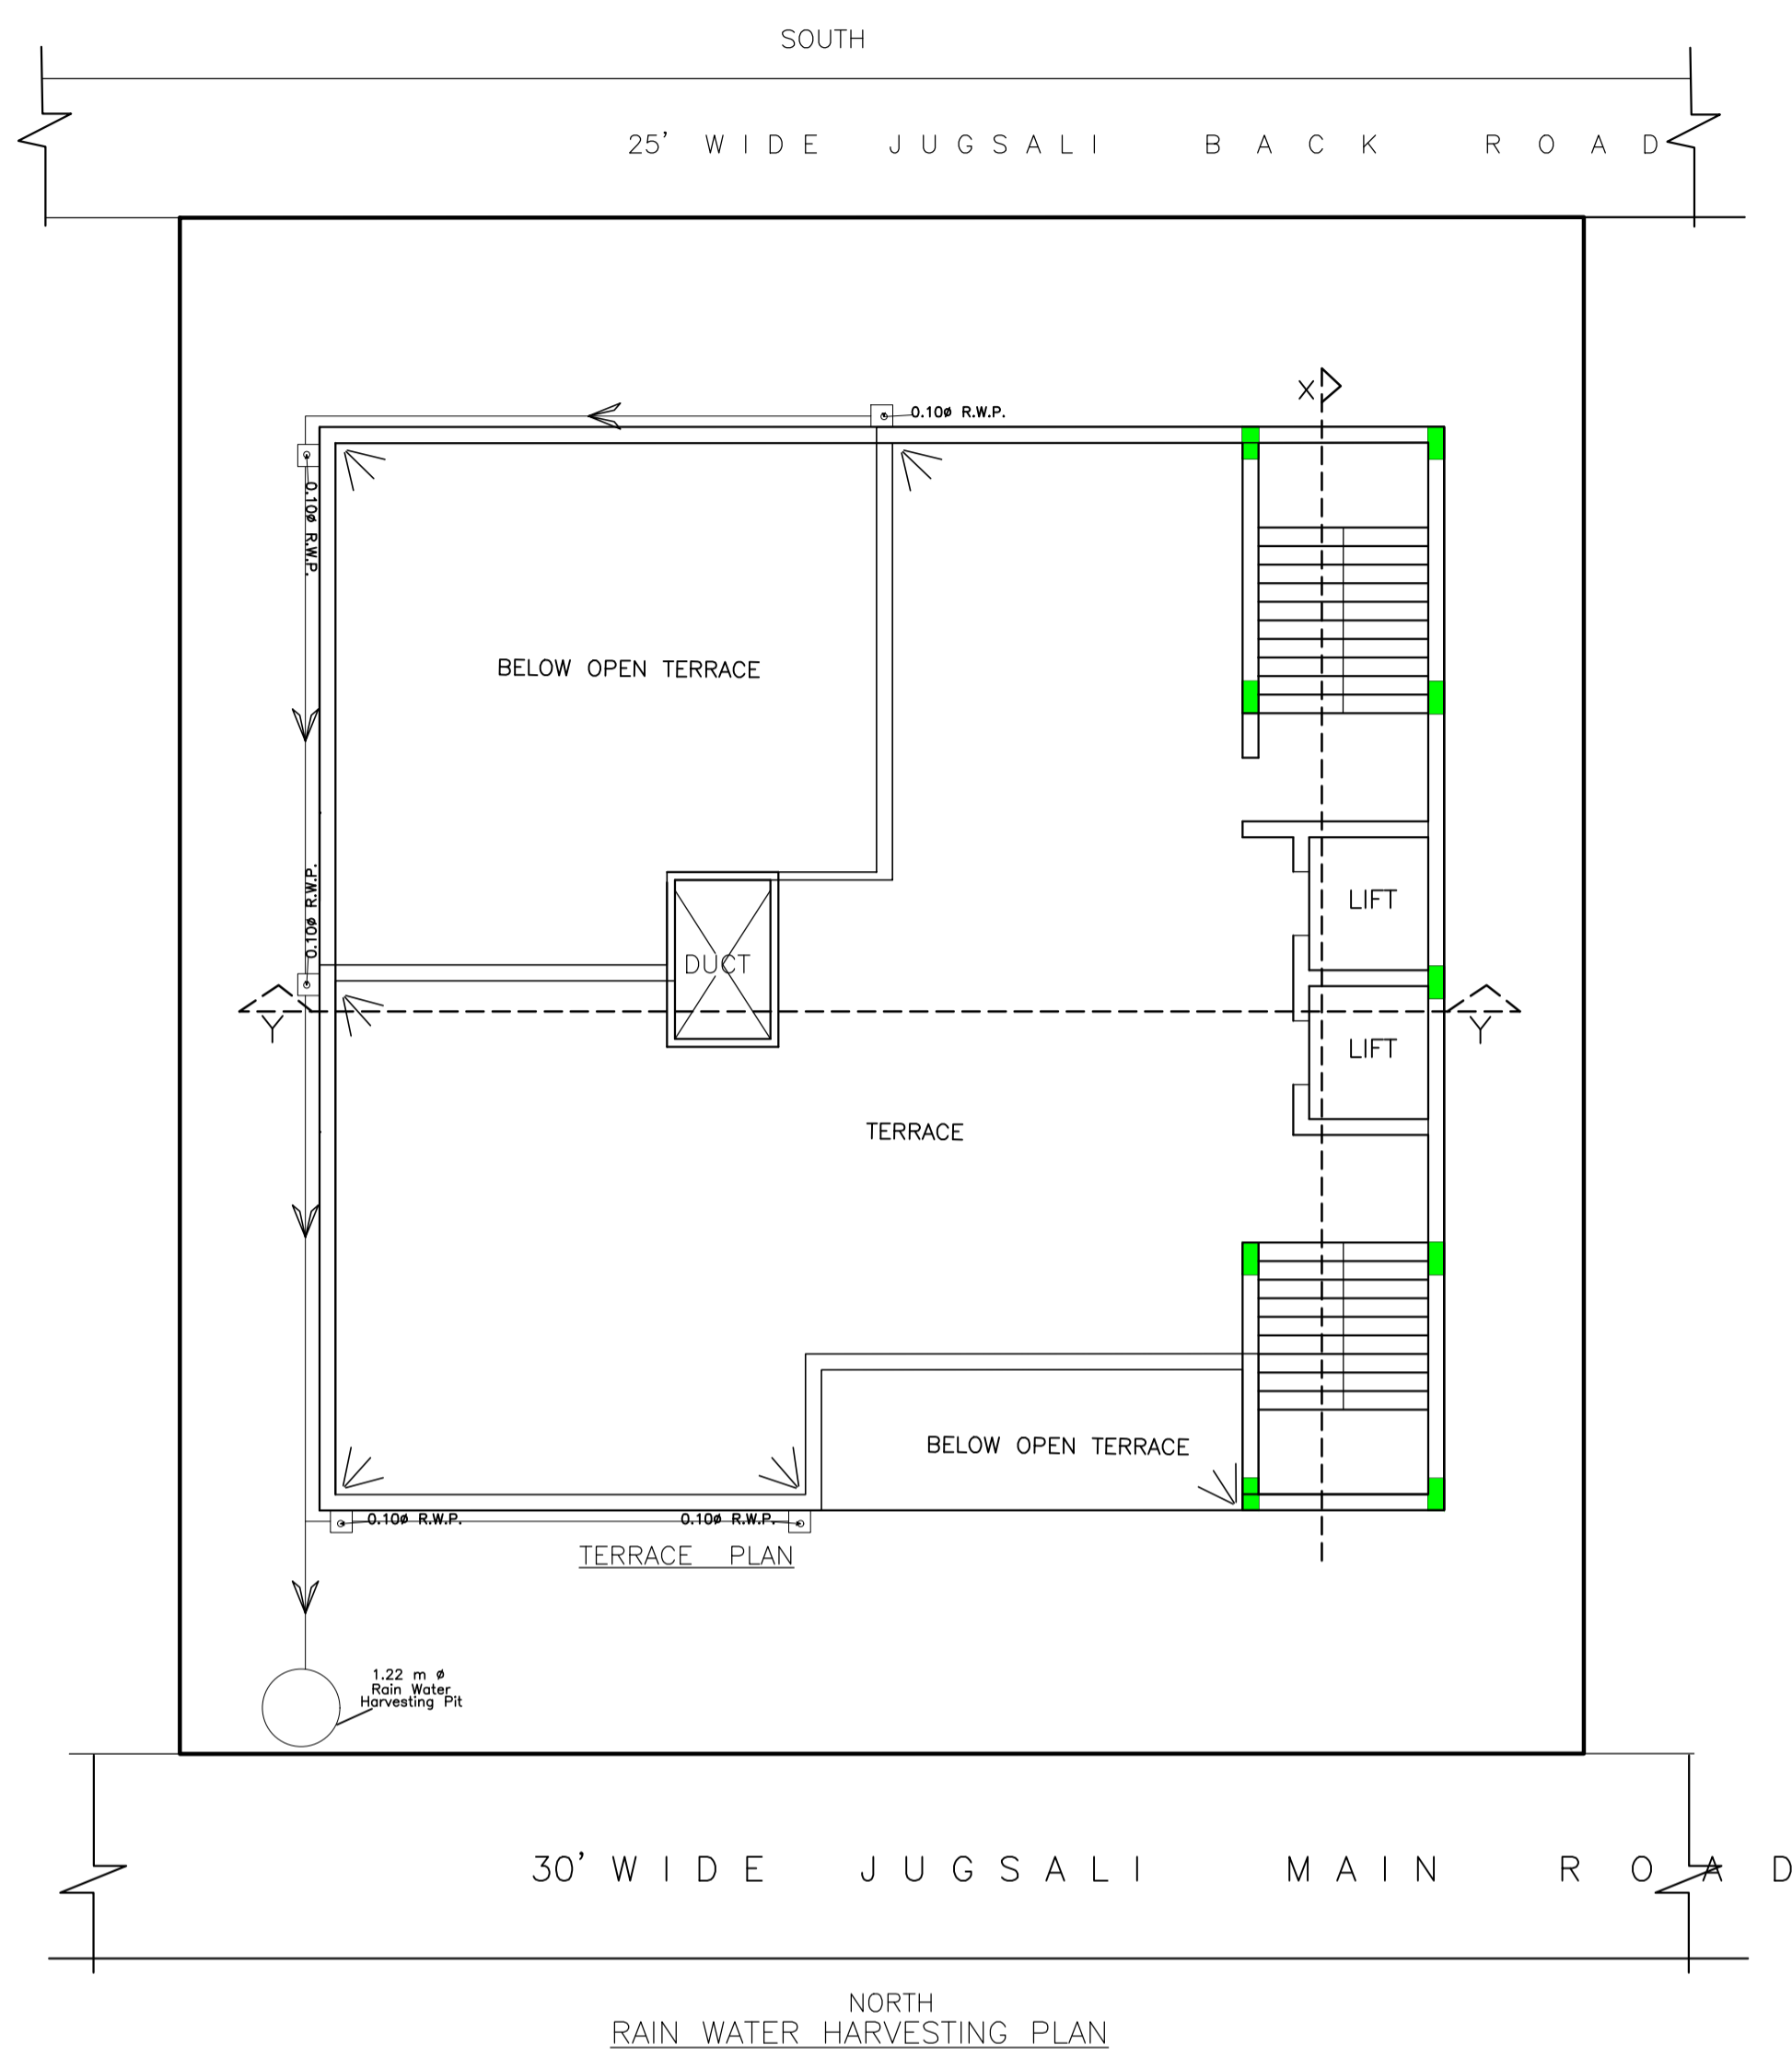 SOUTH
25' WIDE JUGSALI BACK ROAD
X
0.10ø R.W.P.
0.10ø R.W.P.
BELOW OPEN TERRACE
0.10ø R.W.P.
LIFT
DUCT
Y
Y
LIFT
TERRACE
BELOW OPEN TERRACE
0.10ø R.W.P.
0.10ø R.W.P.
TERRACE PLAN
1.22 m ø
Rain Water
Harvesting Pit
30' WIDE JUGSALI MAIN ROAD
NORTH
RAIN WATER HARVESTING PLAN